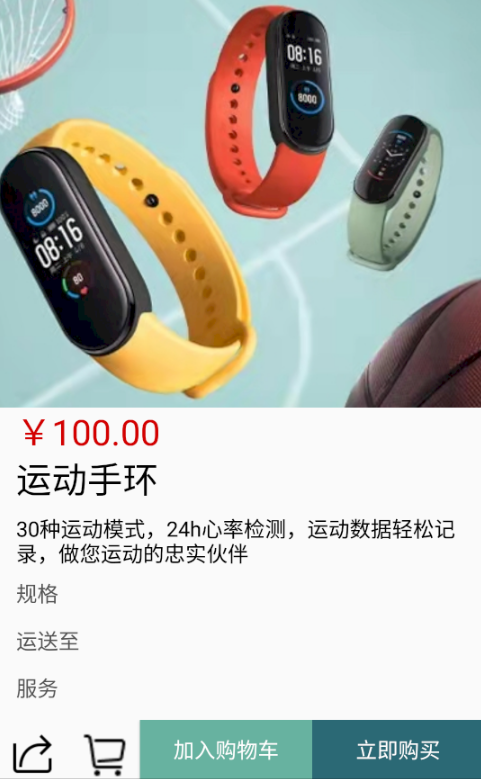 08:16
8000
8000
08:16
80
￥100.00
运动手环
30种运动模式，24h心率检测，运动数据轻松记
录，做您运动的忠实伙伴
规格
运送至
服务
加入购物车
立即购买